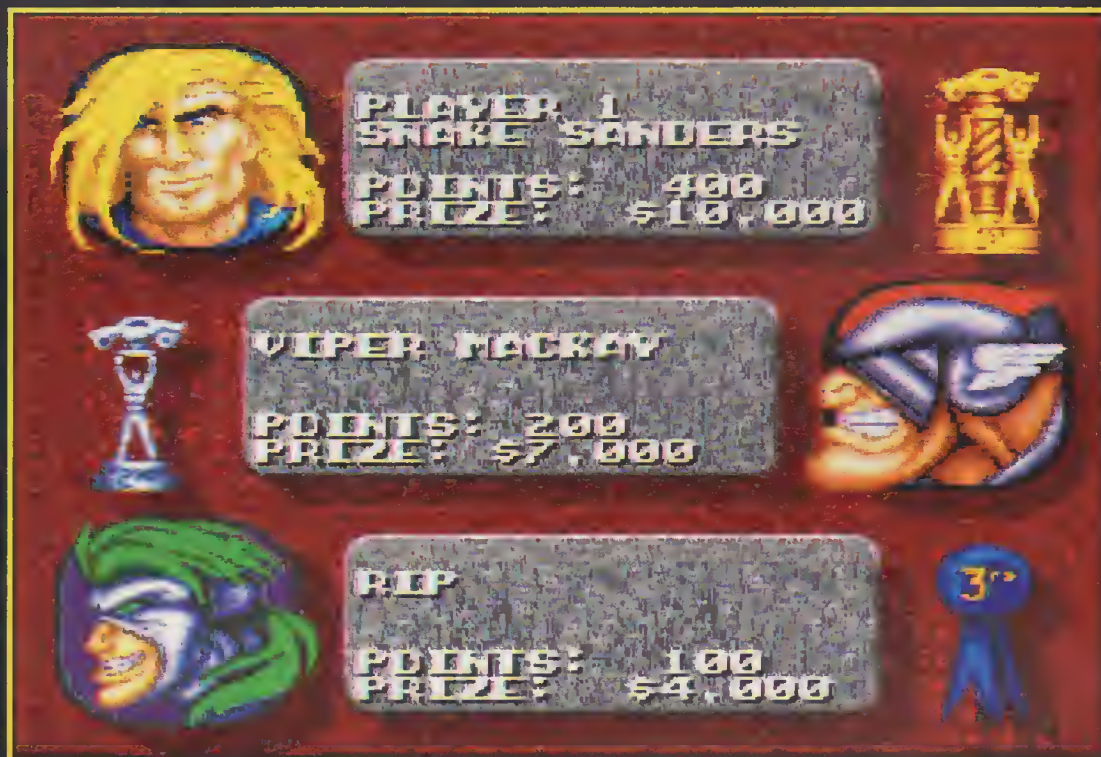 PLAYER 1
SNAKE SANDERS
POINTS: 400
PRIZE: $10,000
VIPER MACKAY
POINTS: 200
PRIZE: $7,000
RIP
POINTS: 100
PRIZE: $4,000
3RD